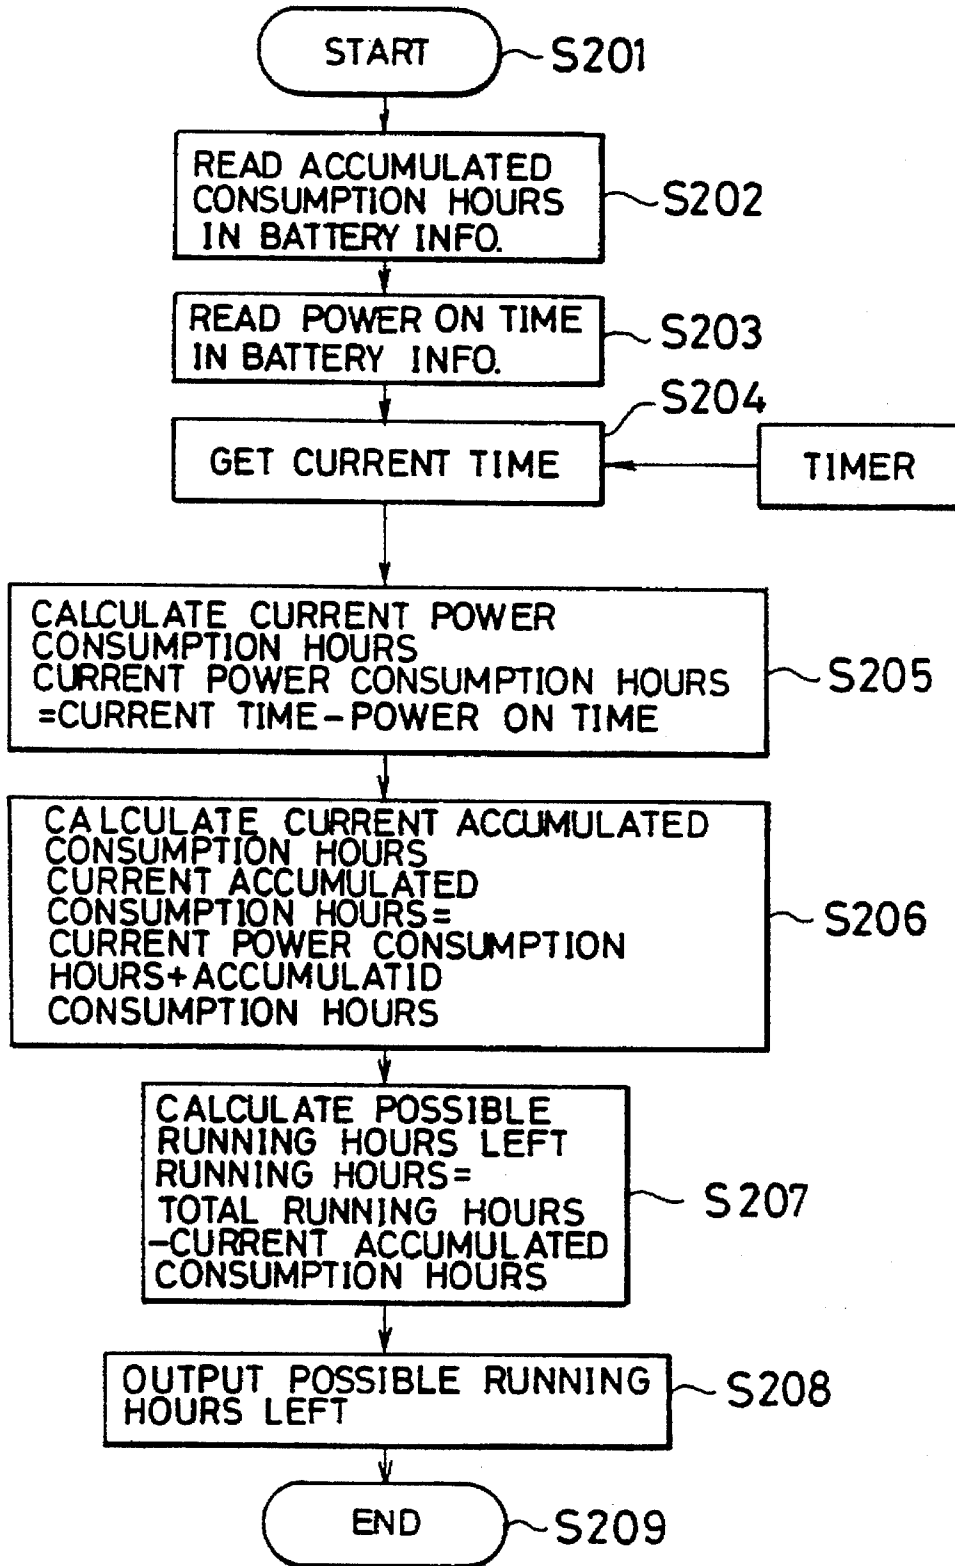 START
S201
READ ACCUMULATED
CONSUMPTION HOURS
IN BATTERY INFO.
S202
READ POWER ON TIME
IN BATTERY INFO.
S203
S204
GET CURRENT TIME
TIMER
CALCULATE CURRENT POWER
CONSUMPTION HOURS
CURRENT POWER CONSUMPTION HOURS
=CURRENT TIME-POWER ON TIME
S205
CALCULATE CURRENT ACCUMULATED
CONSUMPTION HOURS
CURRENT ACCUMULATED
CONSUMPTION HOURS=
CURRENT POWER CONSUMPTION
HOURS+ACCUMULATID
CONSUMPTION HOURS
S206
CALCULATE POSSIBLE
RUNNING HOURS LEFT
RUNNING HOURS=
TOTAL RUNNING HOURS
-CURRENT ACCUMULATED
CONSUMPTION HOURS
S207
OUTPUT POSSIBLE RUNNING
HOURS LEFT
S208
END
S209